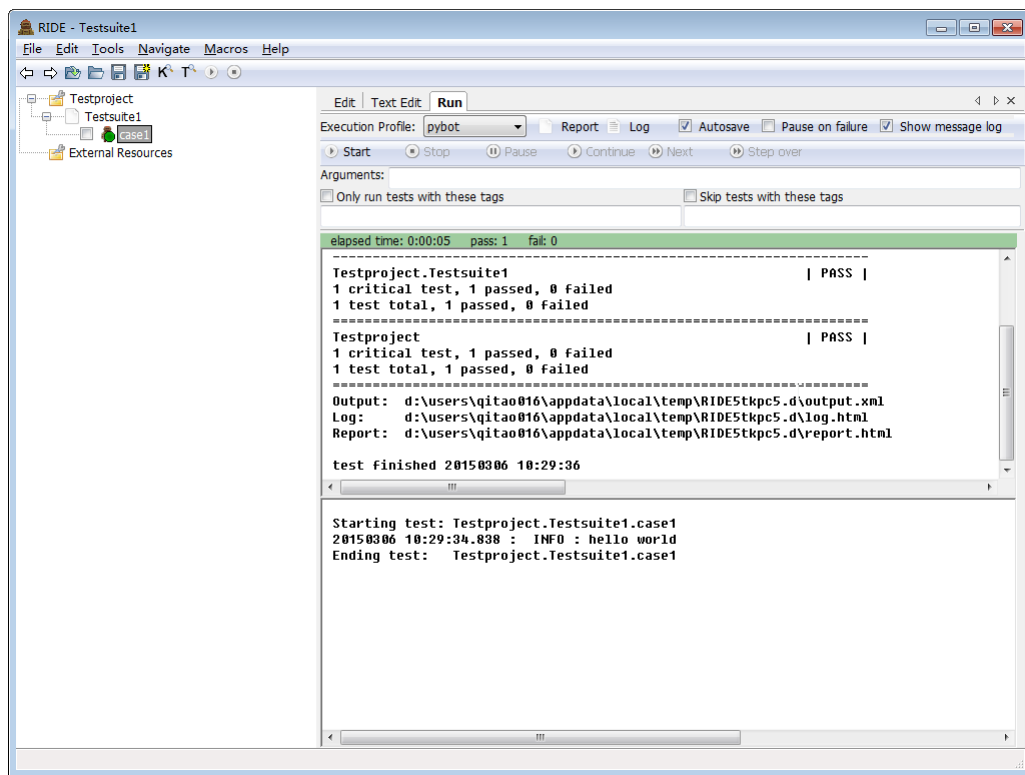 RIDE - Testsuite1
File Edit Tools Navigate Macros Help
Testproject
Testsuite1
case1
External Resources
Edit Text Edit Run
Execution Profile: pybot Report Log Autosave Pause on failure Show message log
Start Stop Pause Continue Next Step over
Arguments:
Only run tests with these tags Skip tests with these tags
elapsed time: 0:00:05 pass: 1 fail: 0
------------------------------------------------------------------------------
Testproject.Testsuite1 | PASS |
1 critical test, 1 passed, 0 failed
1 test total, 1 passed, 0 failed
==============================================================================
Testproject | PASS |
1 critical test, 1 passed, 0 failed
1 test total, 1 passed, 0 failed
==============================================================================
Output: d:\users\qitao016\appdata\local\temp\RIDE5tkpc5.d\output.xml
Log: d:\users\qitao016\appdata\local\temp\RIDE5tkpc5.d\log.html
Report: d:\users\qitao016\appdata\local\temp\RIDE5tkpc5.d\report.html
test finished 20150306 10:29:36
Starting test: Testproject.Testsuite1.case1
20150306 10:29:34.838 : INFO : hello world
Ending test: Testproject.Testsuite1.case1